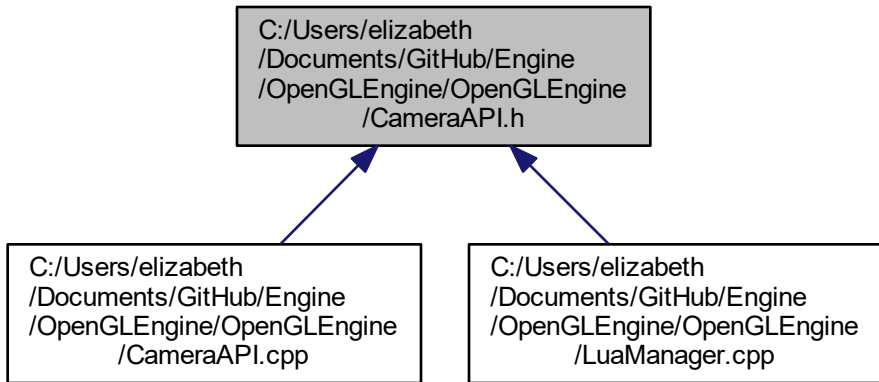 C:/Users/elizabeth
/Documents/GitHub/Engine
/OpenGLEngine/OpenGLEngine
/CameraAPI.h
C:/Users/elizabeth
/Documents/GitHub/Engine
/OpenGLEngine/OpenGLEngine
/CameraAPI.cpp
C:/Users/elizabeth
/Documents/GitHub/Engine
/OpenGLEngine/OpenGLEngine
/LuaManager.cpp